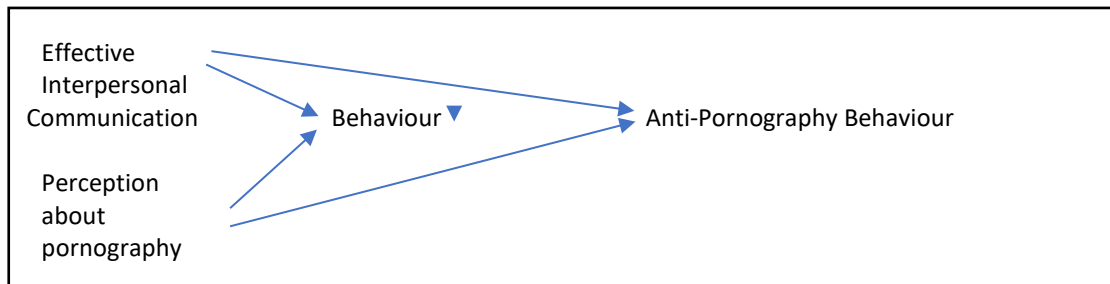 Effective
Interpersonal
Communication
Behaviour
Anti-Pornography Behaviour
Perception
about
pornography